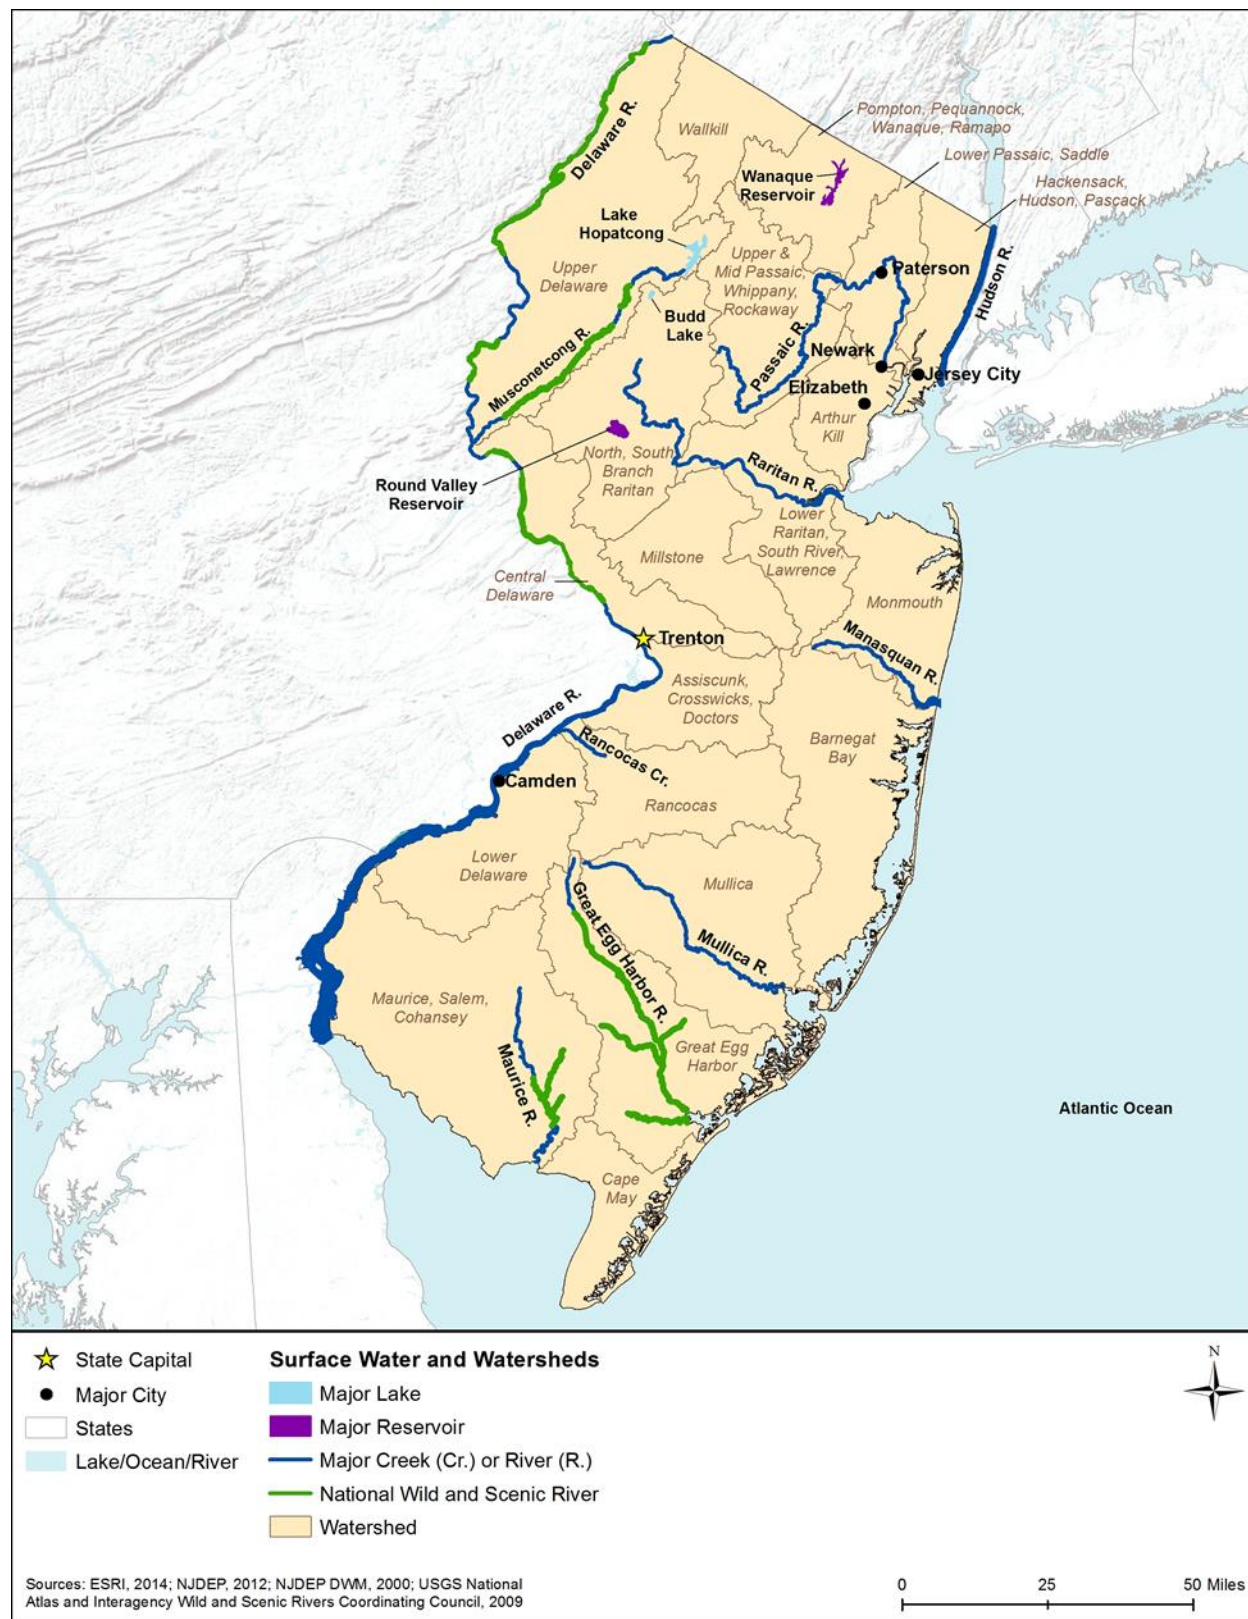 Pompton, Pequannock,
Wanaque, Ramapo
Wallkill
Delaware R.
Lower Passaic, Saddle
Wanaque
Reservoir
Hackensack,
Hudson, Pascack
Lake
Hopatcong
Upper
Delaware
Upper &
Mid Passaic,
Whippany,
Rockaway
Paterson
Hudson R.
Budd
Lake
Musconetcong R.
Passaic R.
Newark
Jersey City
Elizabeth
Arthur
Kill
North, South
Branch
Raritan
Raritan R.
Round Valley
Reservoir
Lower
Raritan,
South River,
Lawrence
Millstone
Central
Delaware
Monmouth
Trenton
Manasquan R.
Assiscunk,
Crosswicks,
Doctors
Delaware R.
Rancocas Cr.
Barnegat
Bay
Camden
Rancocas
Lower
Delaware
Mullica
Great Egg Harbor R.
Mullica R.
Maurice, Salem,
Cohansey
Maurice R.
Great Egg
Harbor
Atlantic Ocean
Cape
May
State Capital
Major City
States
Lake/Ocean/River
Surface Water and Watersheds
Major Lake
Major Reservoir
Major Creek (Cr.) or River (R.)
National Wild and Scenic River
Watershed
N
Sources: ESRI, 2014; NJDEP, 2012; NJDEP DWM, 2000; USGS National
Atlas and Interagency Wild and Scenic Rivers Coordinating Council, 2009
0 25 50 Miles